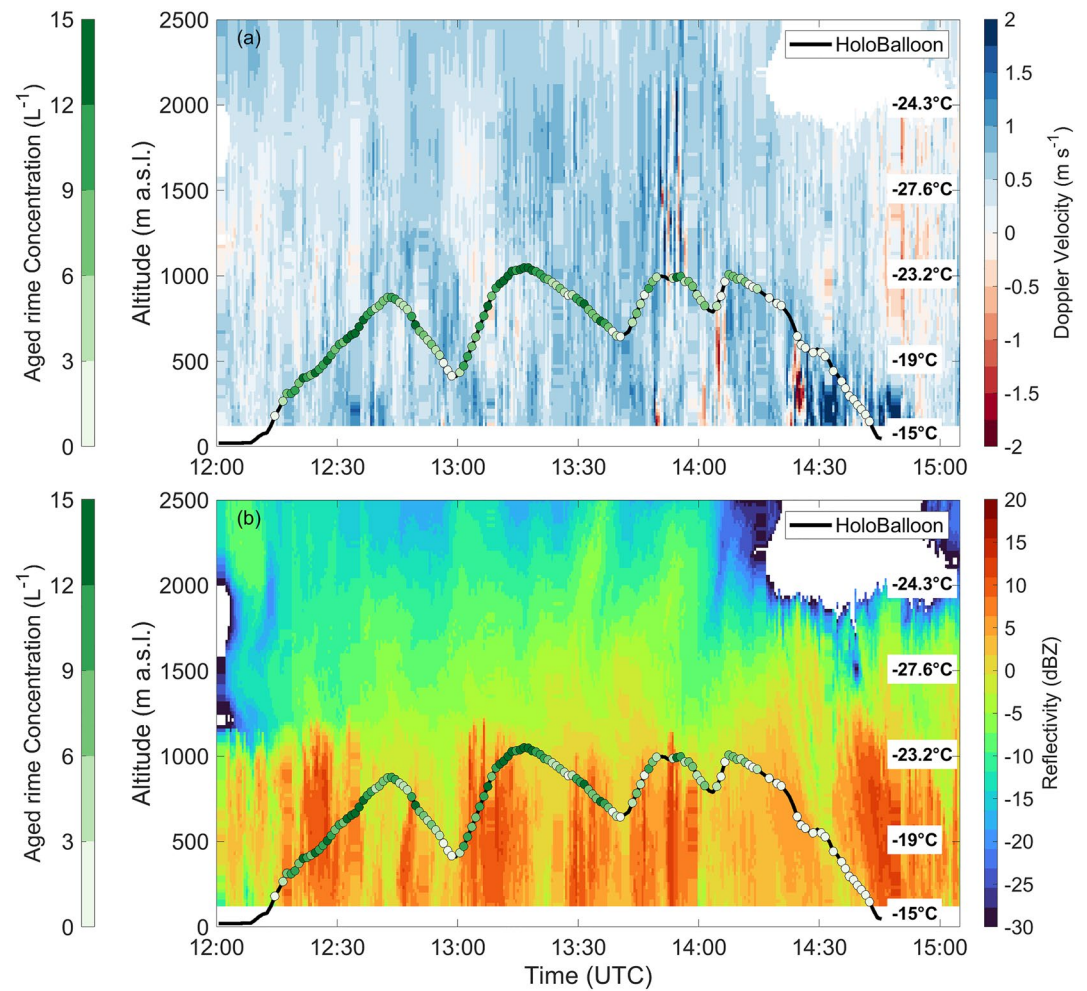 15
12
9
6
3
0
Aged rime Concentration (L-1)
2500
2000
1500
1000
500
0
Altitude (m a.s.l.)
(a)
HoloBalloon
-24.3°C
-27.6°C
-23.2°C
-19°C
-15°C
12:00 12:30 13:00 13:30 14:00 14:30 15:00
2
1.5
1
0.5
0
-0.5
-1
-1.5
-2
Doppler Velocity (m s-1)
15
12
9
6
3
0
Aged rime Concentration (L-1)
2500
2000
1500
1000
500
0
Altitude (m a.s.l.)
(b)
HoloBalloon
-24.3°C
-27.6°C
-23.2°C
-19°C
-15°C
12:00 12:30 13:00 13:30 14:00 14:30 15:00
Time (UTC)
20
15
10
5
0
-5
-10
-15
-20
-25
-30
Reflectivity (dBZ)